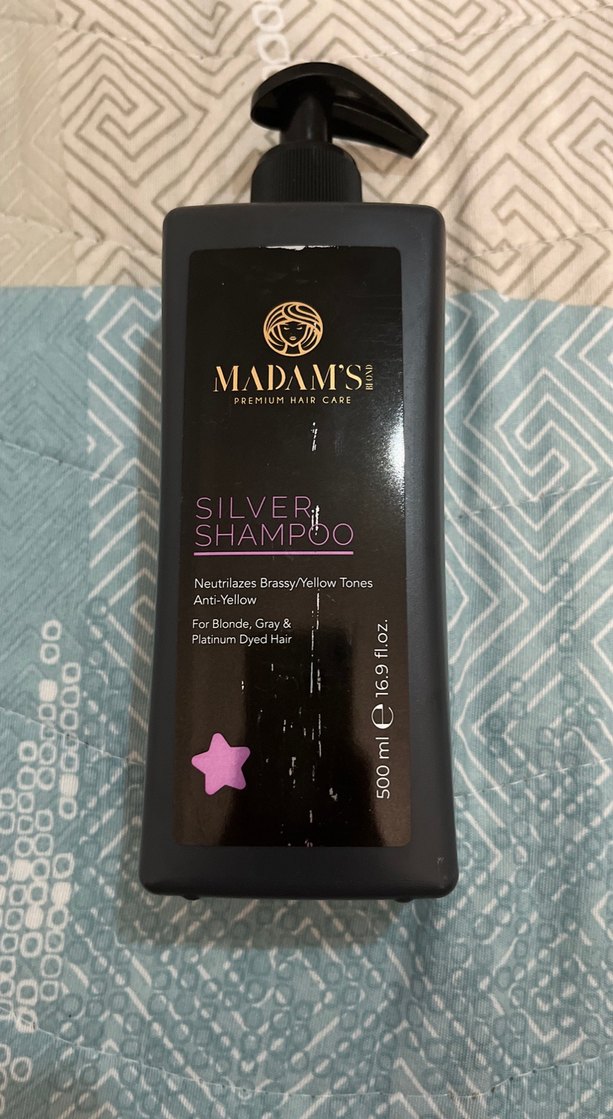 MADAM'S BLOND
PREMIUM HAIR CARE
SILVER
SHAMPOO
Neutrilazes Brassy/Yellow Tones
Anti-Yellow
For Blonde, Gray &
Platinum Dyed Hair
500 ml e 16.9 fl.oz.